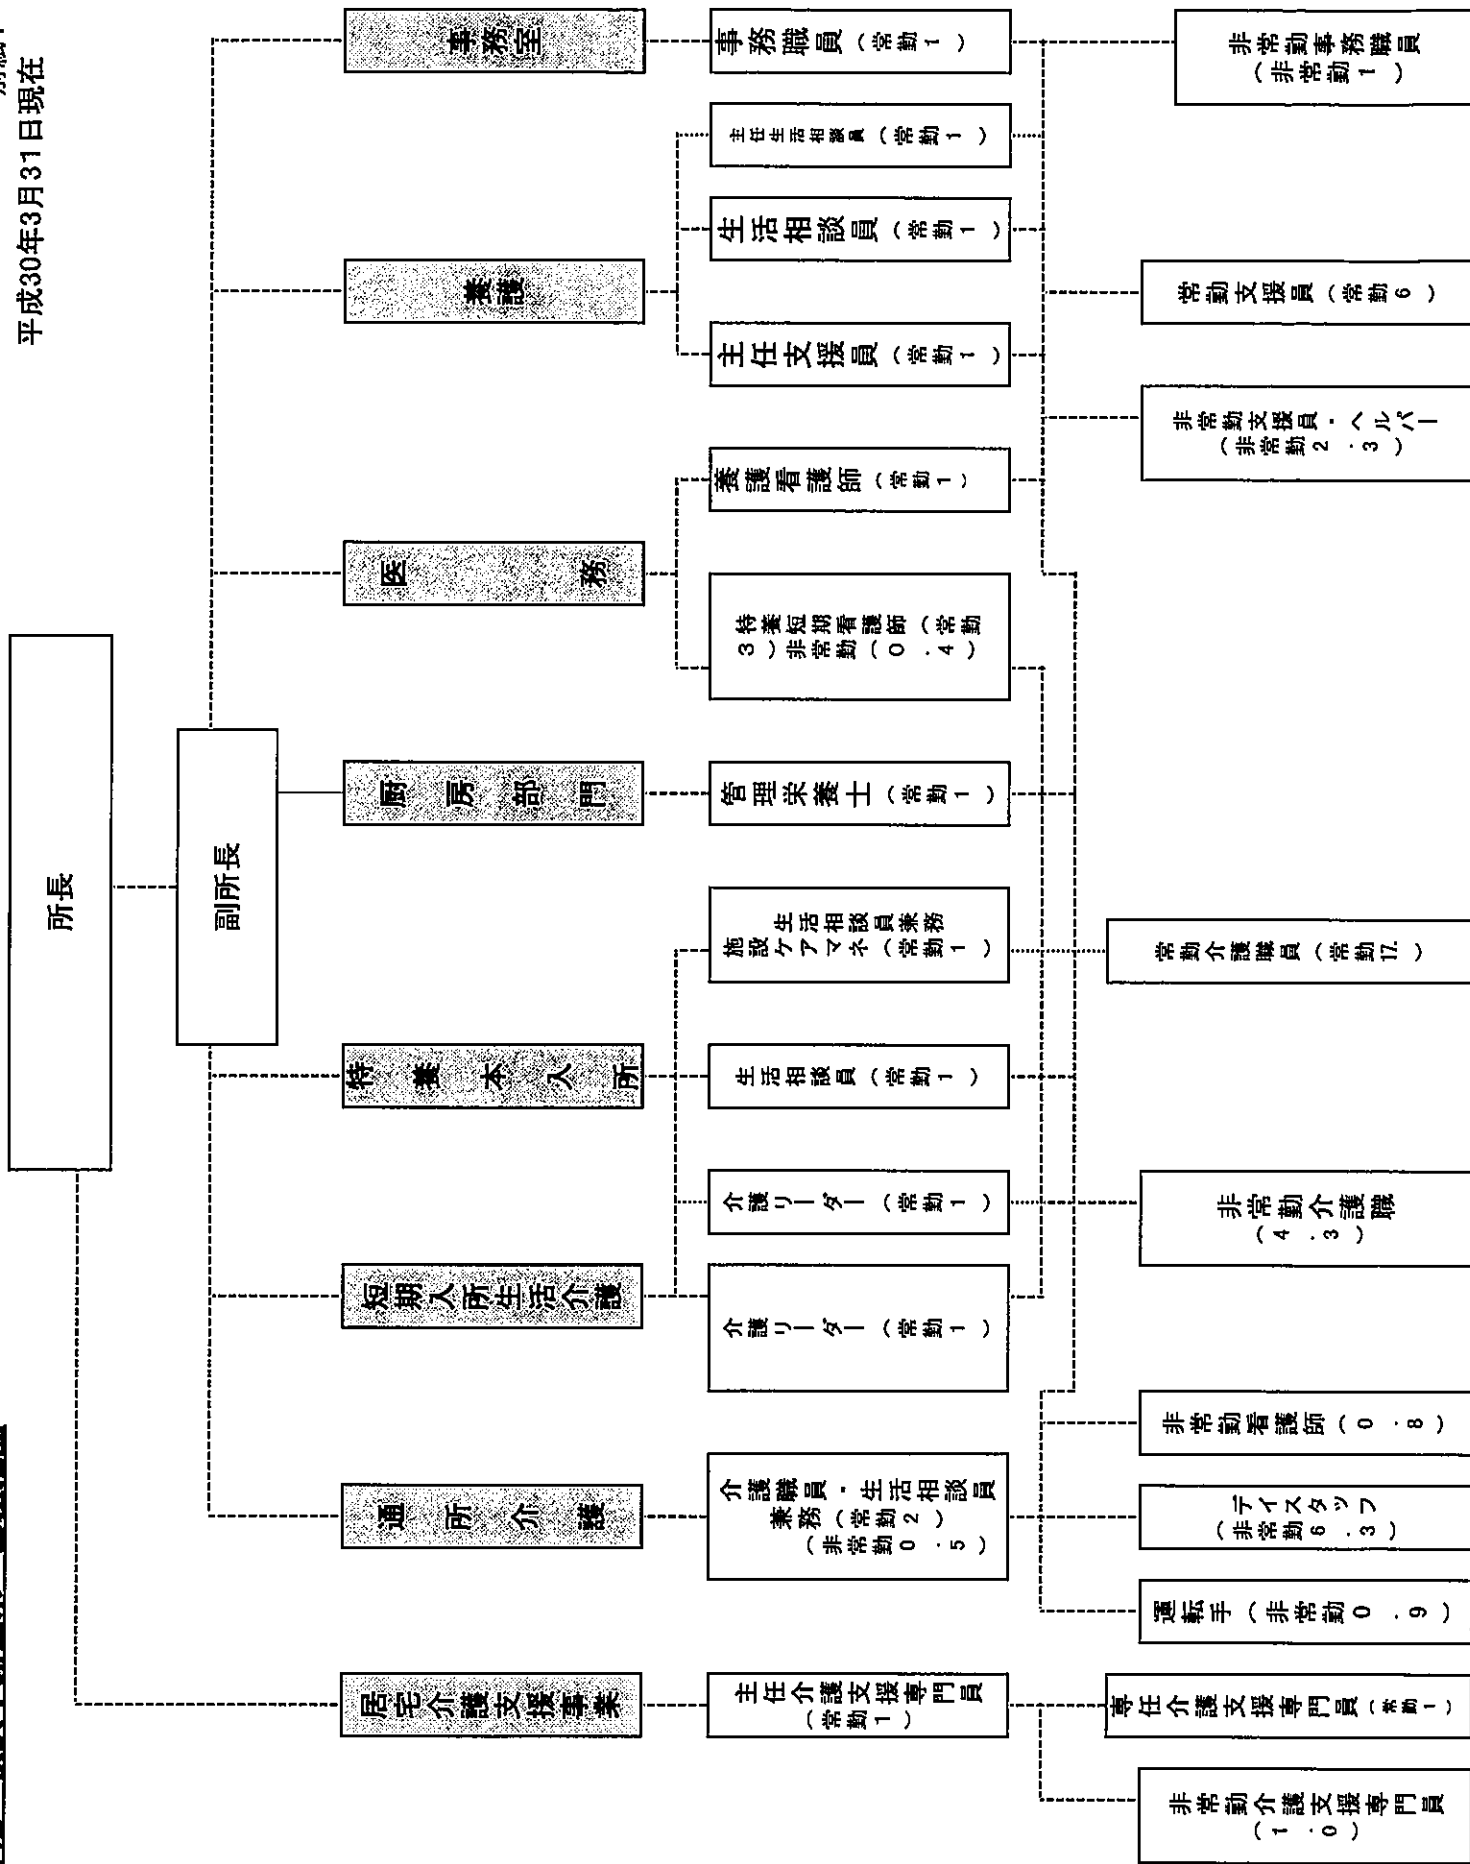 平成30年3月31日現在
所長
副所長
居宅介護支援事業
通所介護
短期入所生活介護
特養本入所
厨房部門
医務
養護
事務室
主任介護支援専門員
(常勤1)
介護職員・生活相談員
兼務(常勤2)
(非常勤0.5)
介護リーダー(常勤1)
介護リーダー(常勤1)
生活相談員(常勤1)
生活相談員兼務
施設ケアマネ(常勤1)
管理栄養士(常勤1)
特養短期看護師(常勤
3)非常勤(0.4)
養護看護師(常勤1)
主任支援員(常勤1)
生活相談員(常勤1)
主任生活相談員(常勤1)
事務職員(常勤1)
非常勤介護支援専門員
(1.0)
専任介護支援専門員(常勤1)
運転手(非常勤0.9)
デイスタッフ
(非常勤6.3)
非常勤看護師(0.8)
非常勤介護職
(4.3)
常勤介護職員(常勤17.)
非常勤支援員・ヘルパー
(非常勤2.3)
常勤支援員(常勤6)
非常勤事務職員
(非常勤1)